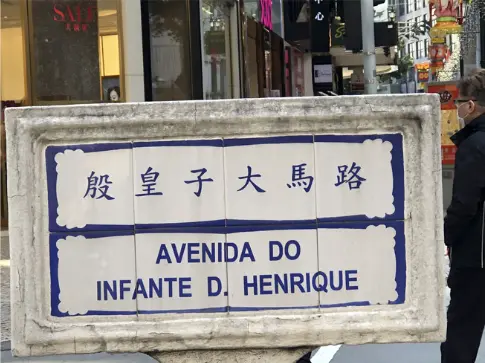 殷皇子大馬路
AVENIDA DO
INFANTE D. HENRIQUE